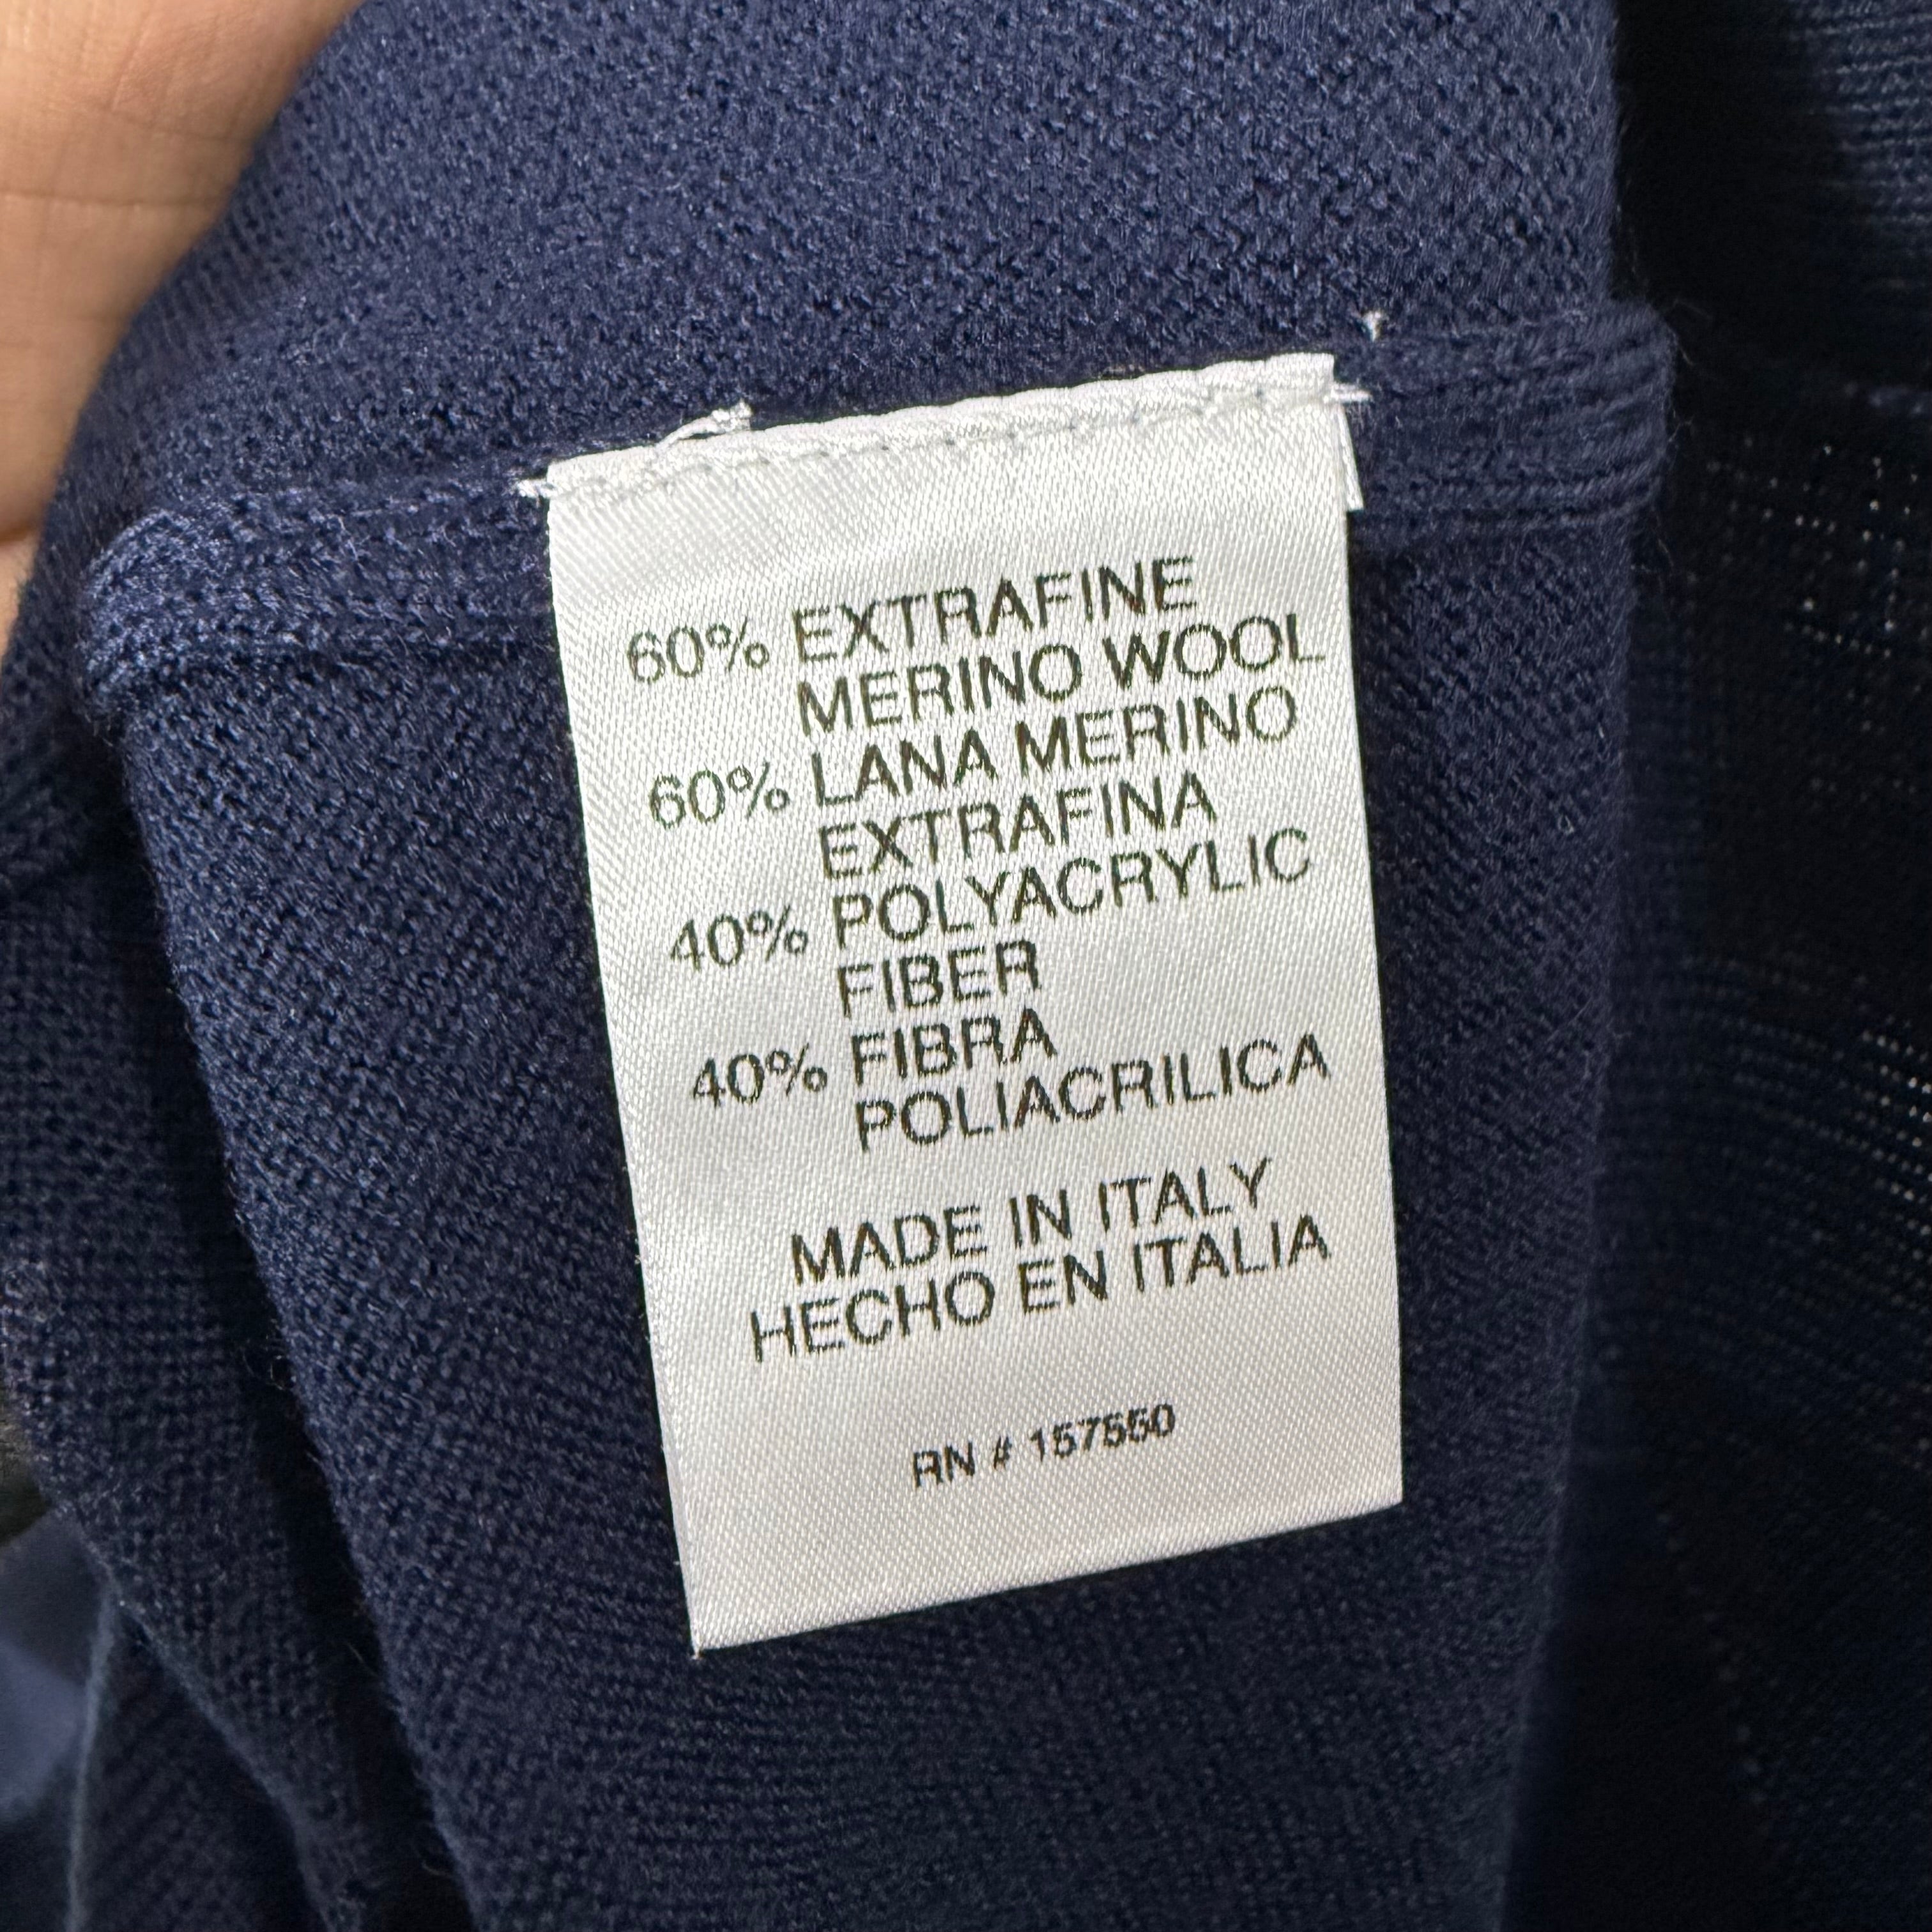 60% EXTRAFINE
MERINO WOOL
60% LANA MERINO
EXTRAFINA
40% POLYACRYLIC
FIBER
40% FIBRA
POLIACRILICA
MADE IN ITALY
HECHO EN ITALIA
RN # 157550